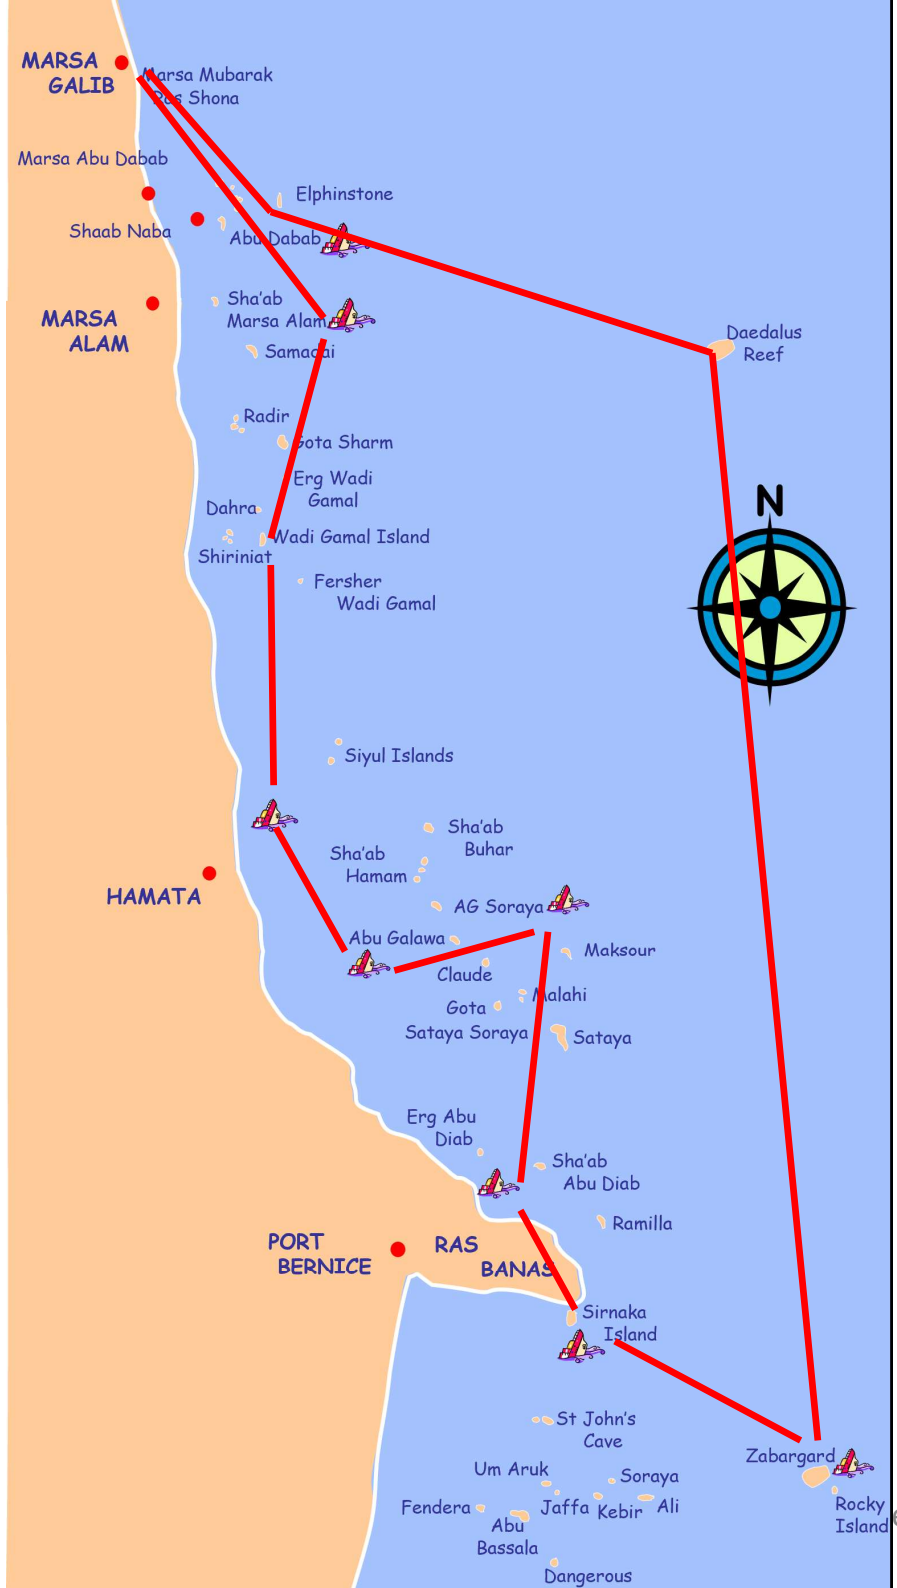 MARSA
GALIB
Marsa Mubarak
Ras Shona
Marsa Abu Dabab
Elphinstone
Shaab Naba
Abu Dabab
Sha'ab
Marsa Alam
MARSA
ALAM
Daedalus
Reef
Samadai
Radir
Gota Sharm
Erg Wadi
Gamal
N
Dahra
Wadi Gamal Island
Shiriniat
Fersher
Wadi Gamal
Siyul Islands
Sha'ab
Buhar
Sha'ab
Hamam
HAMATA
AG Soraya
Abu Galawa
Maksour
Claude
Malahi
Gota
Sataya Soraya
Sataya
Erg Abu
Diab
Sha'ab
Abu Diab
Ramilla
PORT
BERNICE
RAS
BANAS
Sirnaka
Island
St John's
Cave
Zabargard
Um Aruk
Soraya
Fendera
Jaffa
Kebir
Ali
Rocky
Island
Abu
Bassala
Dangerous